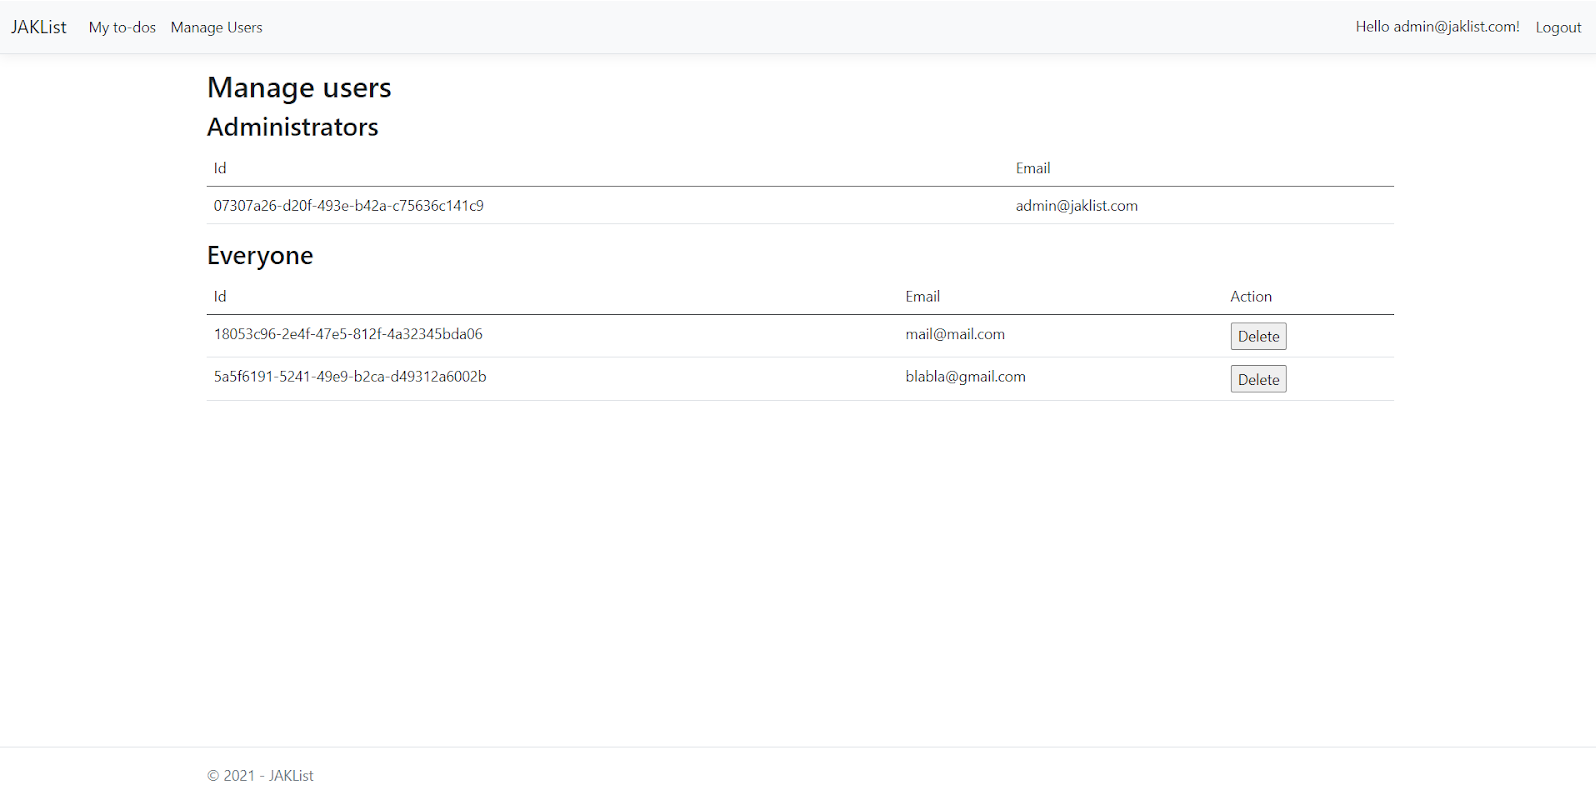 JAKList My to-dos Manage Users Hello admin@jaklist.com! Logout
Manage users
Administrators
Id Email
07307a26-d20f-493e-b42a-c75636c141c9 admin@jaklist.com
Everyone
Id Email Action
18053c96-2e4f-47e5-812f-4a32345bda06 mail@mail.com Delete
5a5f6191-5241-49e9-b2ca-d49312a6002b blabla@gmail.com Delete
© 2021 - JAKList